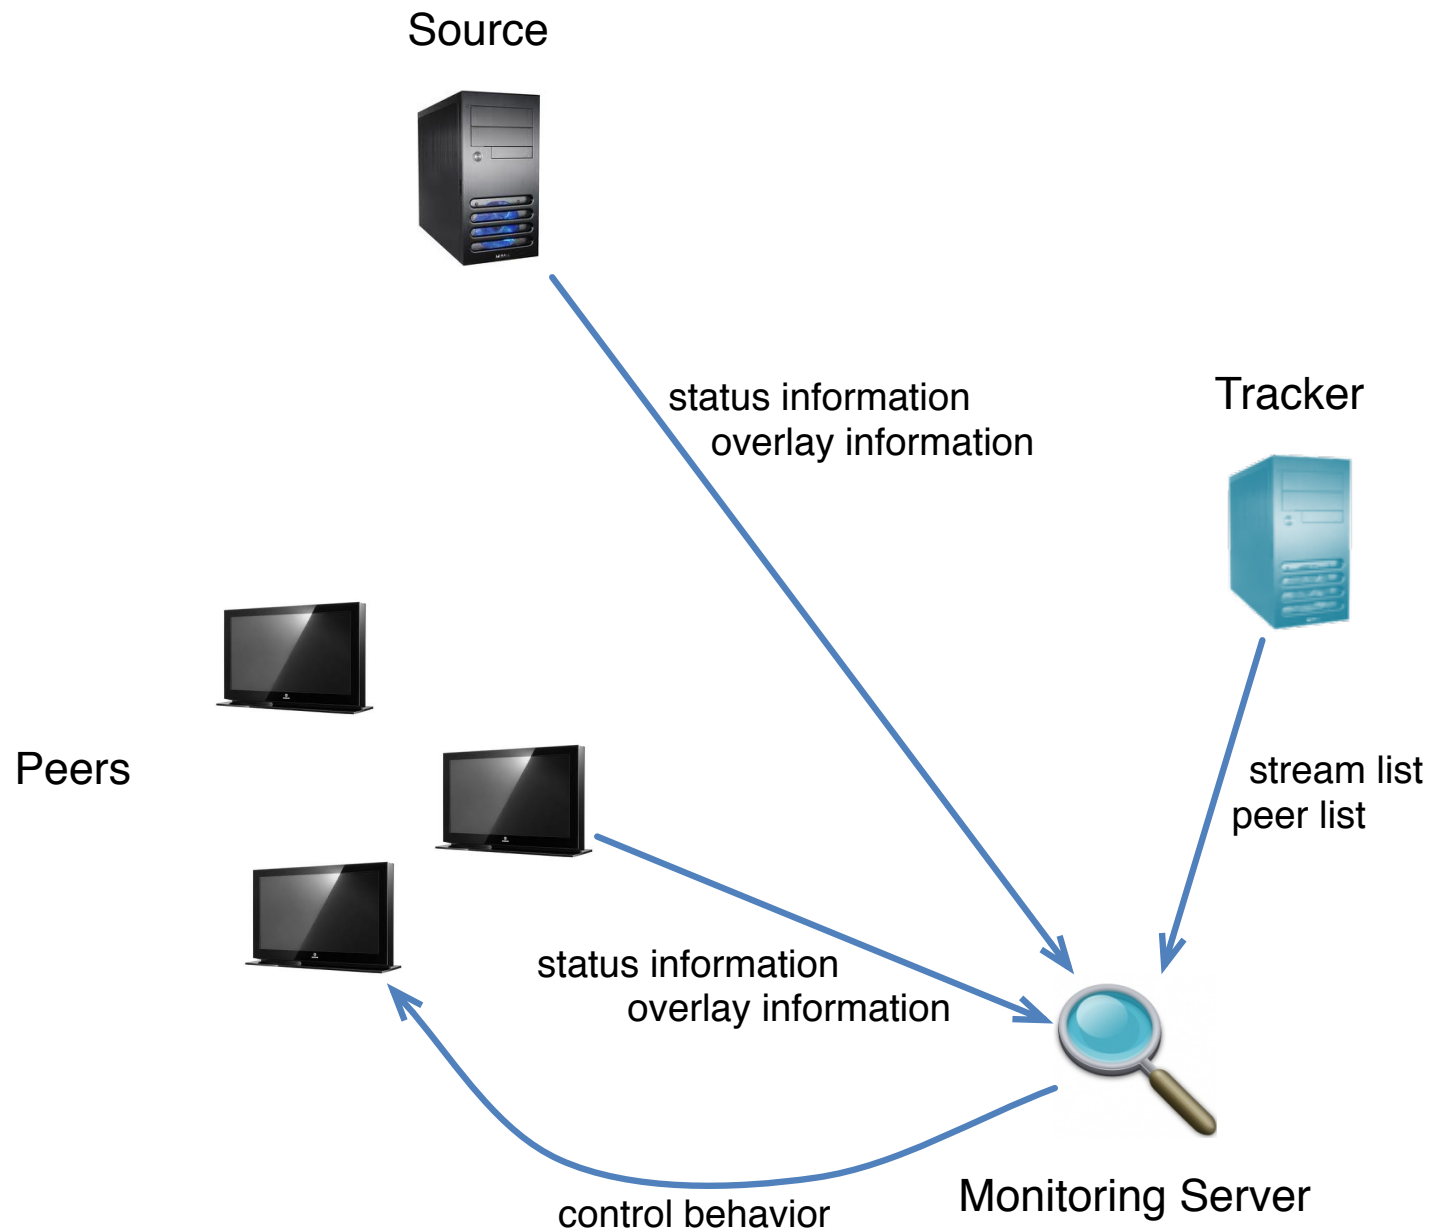 Source
status information
overlay information
Tracker
Peers
stream list
peer list
status information
overlay information
Monitoring Server
control behavior